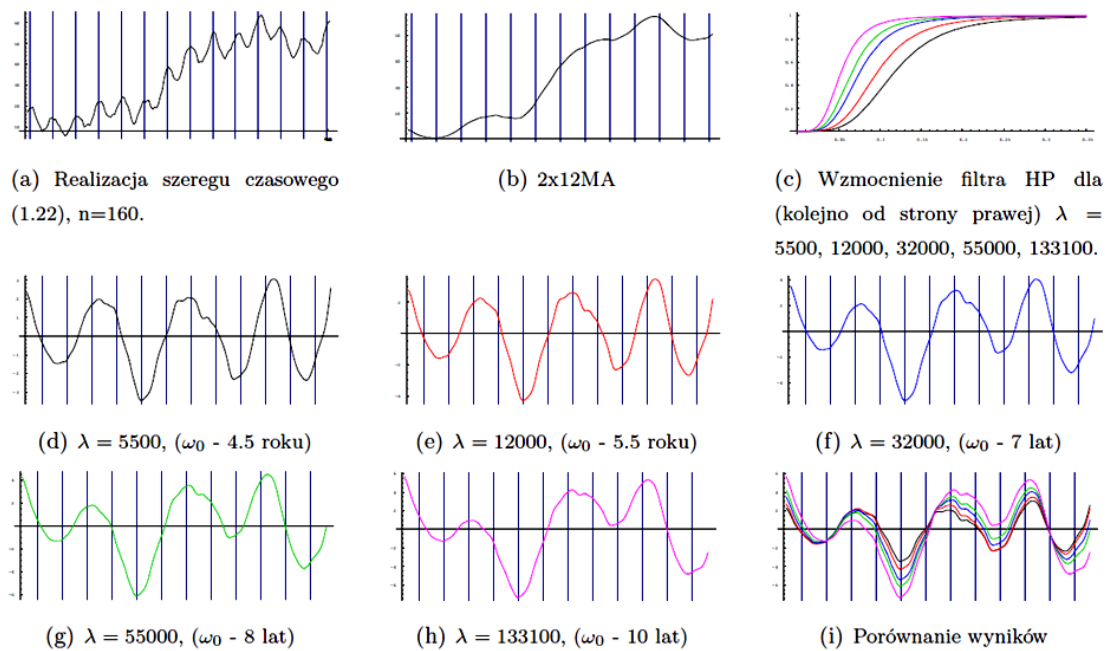 (a) Realizacja szeregu czasowego
(1.22), n=160.
(b) 2x12MA
(c) Wzmocnienie filtra HP dla
(kolejno od strony prawej) λ =
5500, 12000, 32000, 55000, 133100.
(d) λ = 5500, (ω₀ - 4.5 roku)
(e) λ = 12000, (ω₀ - 5.5 roku)
(f) λ = 32000, (ω₀ - 7 lat)
(g) λ = 55000, (ω₀ - 8 lat)
(h) λ = 133100, (ω₀ - 10 lat)
(i) Porównanie wyników